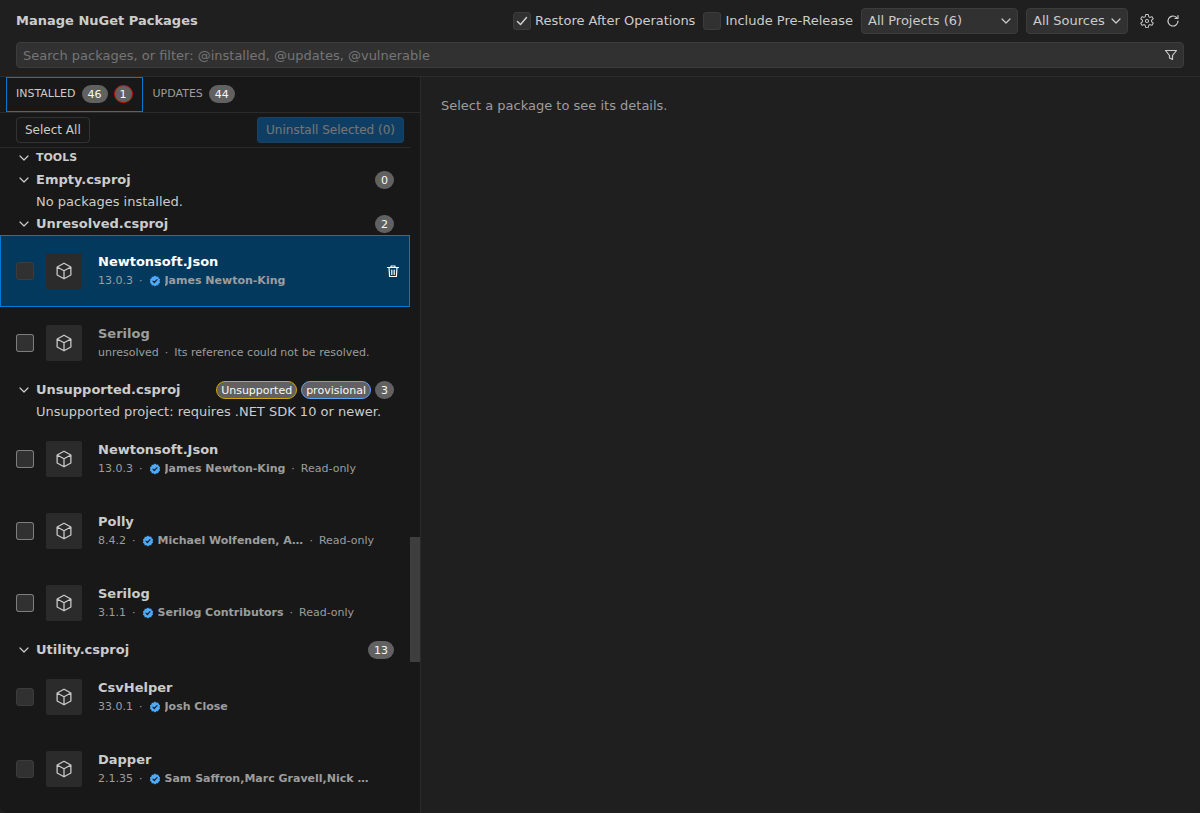 Manage NuGet Packages
Restore After Operations
Include Pre-Release
All Projects (6)
All Sources
Search packages, or filter: @installed, @updates, @vulnerable
INSTALLED 46 1 UPDATES 44
Select All
Uninstall Selected (0)
Select a package to see its details.
TOOLS
Empty.csproj 0
No packages installed.
Unresolved.csproj 2
Newtonsoft.Json
13.0.3 · James Newton-King
Serilog
unresolved · Its reference could not be resolved.
Unsupported.csproj Unsupported provisional 3
Unsupported project: requires .NET SDK 10 or newer.
Newtonsoft.Json
13.0.3 · James Newton-King · Read-only
Polly
8.4.2 · Michael Wolfenden, A... · Read-only
Serilog
3.1.1 · Serilog Contributors · Read-only
Utility.csproj 13
CsvHelper
33.0.1 · Josh Close
Dapper
2.1.35 · Sam Saffron,Marc Gravell,Nick ...